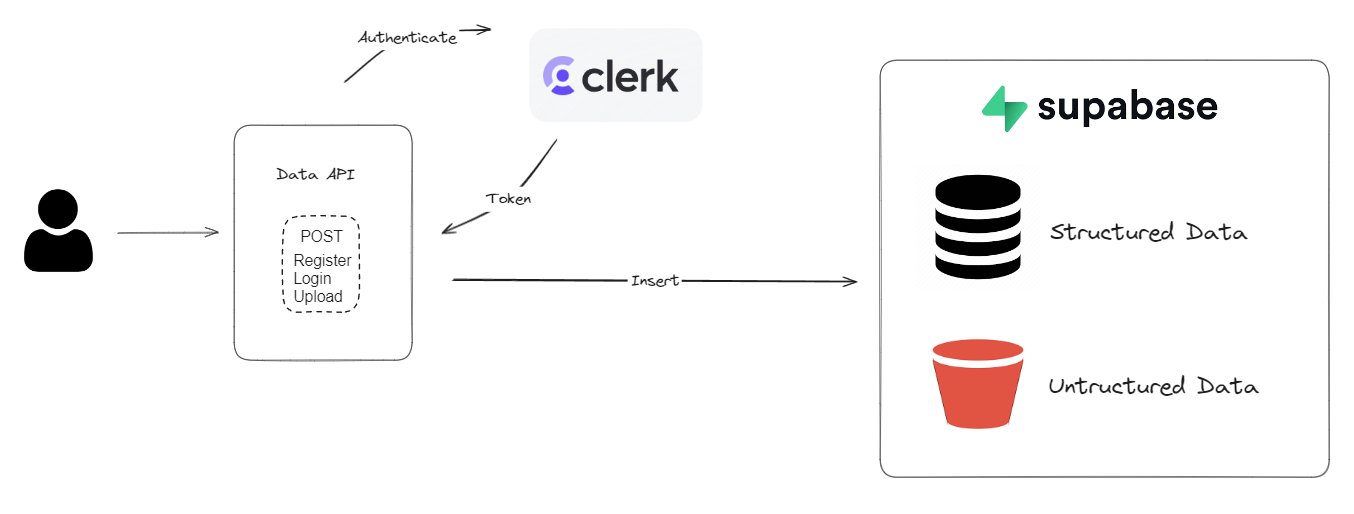 Authenticate
clerk
supabase
Data API
Token
POST
Register
Login
Upload
Structured Data
Insert
Untructured Data